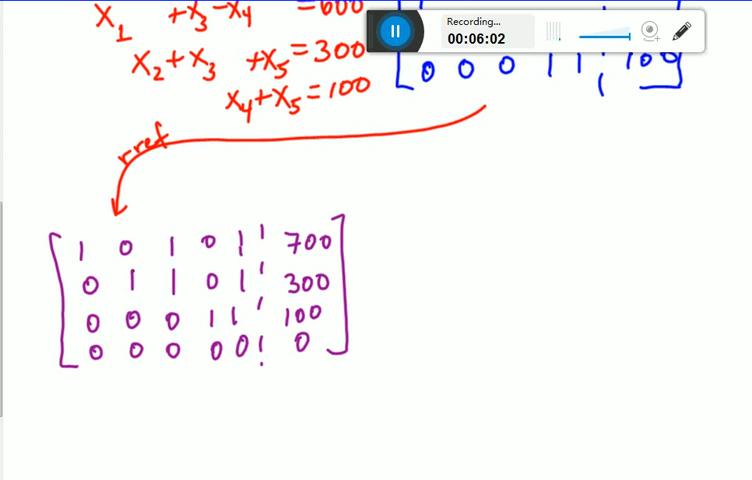 x₁ +x₃-x₄ =600
x₂+x₃ +x₅=300
x₄+x₅=100
0 0 0 1 1 100
Recording...
00:06:02
rref
1 0 1 0 1 700
0 1 1 0 1 300
0 0 0 1 1 100
0 0 0 0 0 0